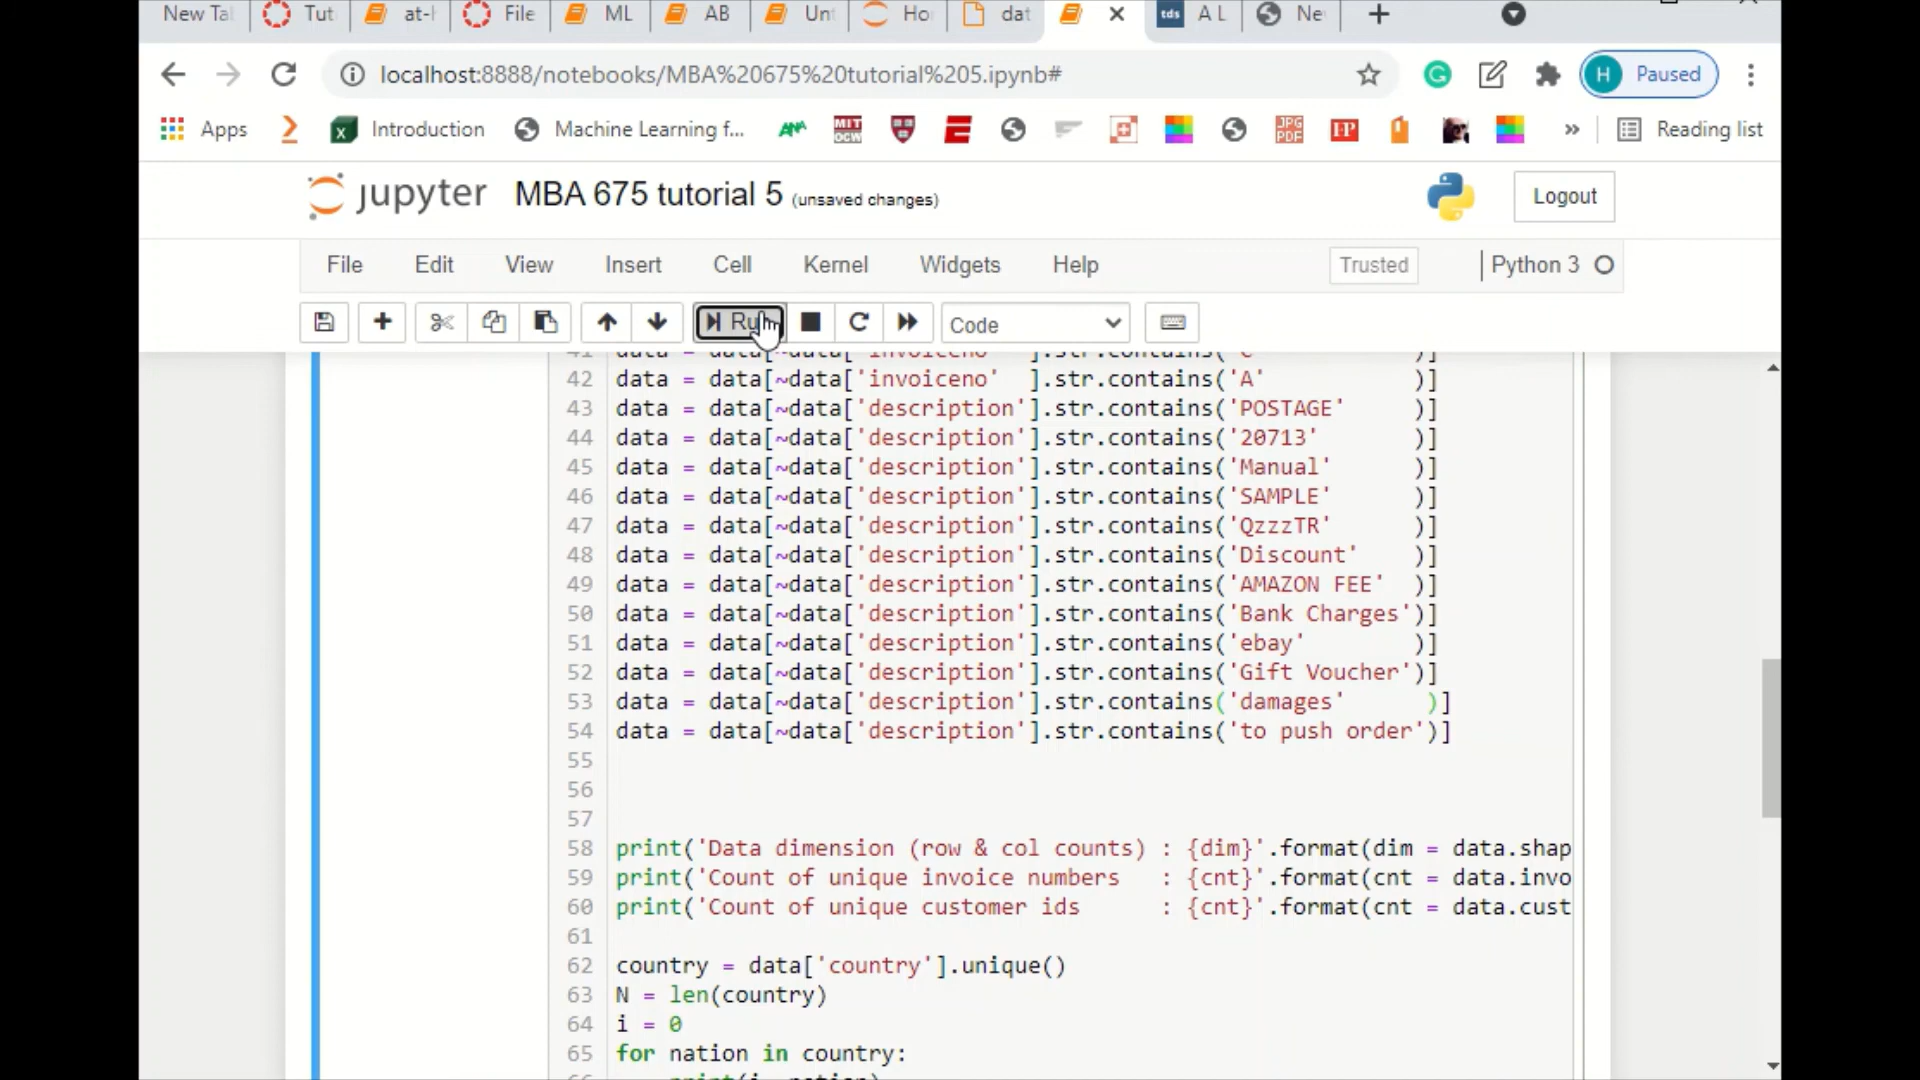 New Ta
Tut
at-h
File
ML
AB
Unt
Ho
dat
tds
A L
Ne
localhost:8888/notebooks/MBA%20675%20tutorial%205.ipynb#
H
Paused
Apps
Introduction
Machine Learning f...
MIT OCW
JPG PDF
»
Reading list
jupyter MBA 675 tutorial 5 (unsaved changes)
Logout
File Edit View Insert Cell Kernel Widgets Help
Trusted
Python 3
Code
42 data = data[~data['invoiceno' ].str.contains('A' )]
43 data = data[~data['description'].str.contains('POSTAGE' )]
44 data = data[~data['description'].str.contains('20713' )]
45 data = data[~data['description'].str.contains('Manual' )]
46 data = data[~data['description'].str.contains('SAMPLE' )]
47 data = data[~data['description'].str.contains('QzzzTR' )]
48 data = data[~data['description'].str.contains('Discount' )]
49 data = data[~data['description'].str.contains('AMAZON FEE' )]
50 data = data[~data['description'].str.contains('Bank Charges')]
51 data = data[~data['description'].str.contains('ebay' )]
52 data = data[~data['description'].str.contains('Gift Voucher')]
53 data = data[~data['description'].str.contains('damages' )]
54 data = data[~data['description'].str.contains('to push order')]
55
56
57
58 print('Data dimension (row & col counts) : {dim}'.format(dim = data.shap
59 print('Count of unique invoice numbers : {cnt}'.format(cnt = data.invo
60 print('Count of unique customer ids : {cnt}'.format(cnt = data.cust
61
62 country = data['country'].unique()
63 N = len(country)
64 i = 0
65 for nation in country: